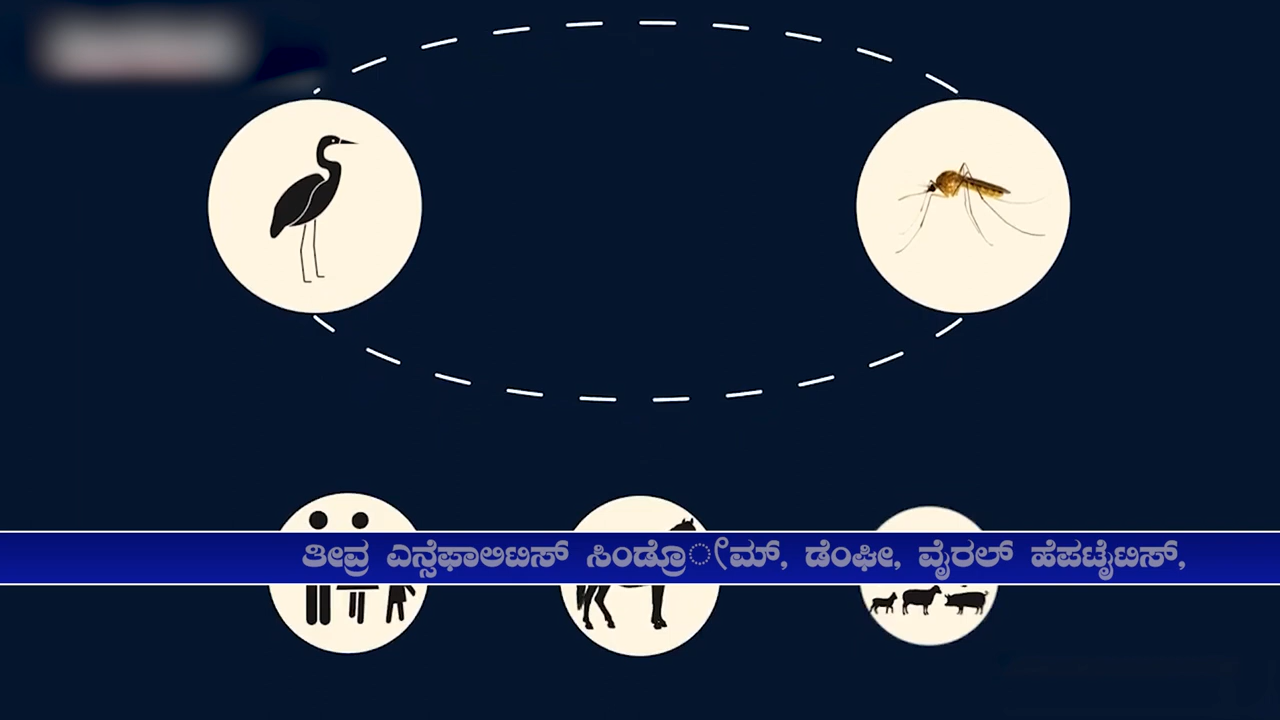 ತೀವ್ರ ಎನ್ಸೆಫಾಲಿಟಿಸ್ ಸಿಂಡ್ರೊೀಮ್, ಡೆಂಘೀ, ವೈರಲ್ ಹೆಪಟೈಟಿಸ್,